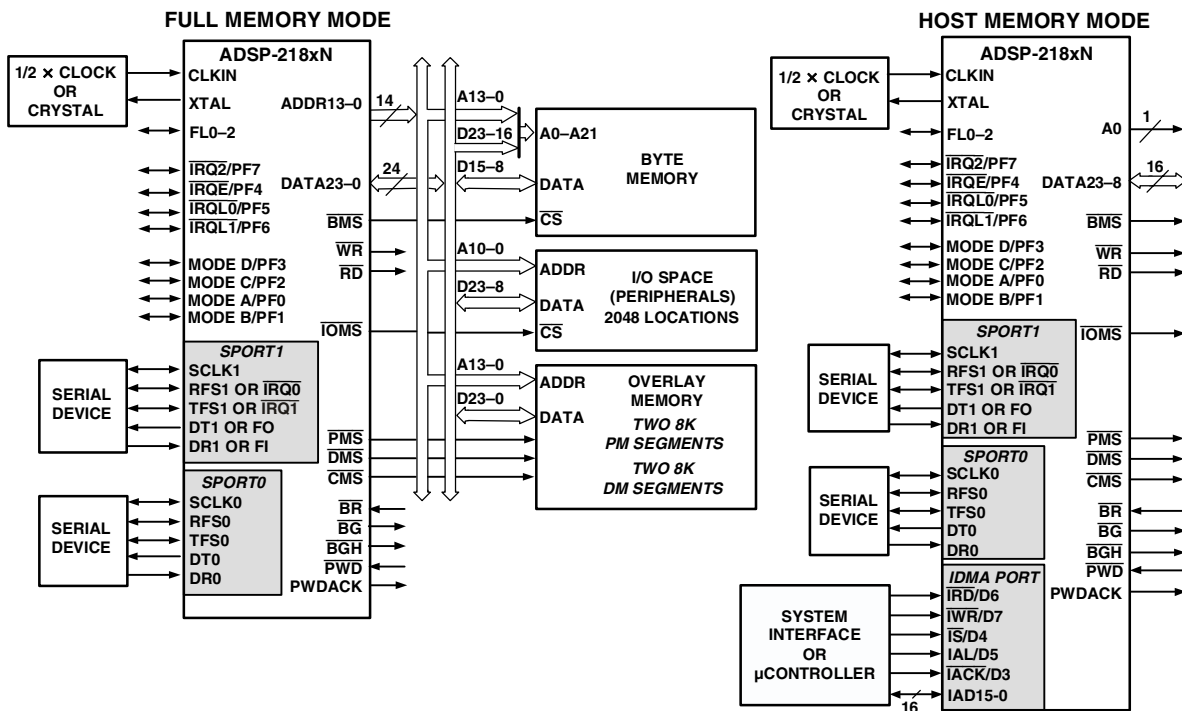 FULL MEMORY MODE
ADSP-218xN
1/2 × CLOCK
OR
CRYSTAL
CLKIN
XTAL
FL0–2
IRQ2/PF7
IRQE/PF4
IRQL0/PF5
IRQL1/PF6
MODE D/PF3
MODE C/PF2
MODE A/PF0
MODE B/PF1
ADDR13–0
14
DATA23–0
24
BMS
WR
RD
IOMS
SERIAL
DEVICE
SPORT1
SCLK1
RFS1 OR IRQ0
TFS1 OR IRQ1
DT1 OR FO
DR1 OR FI
SERIAL
DEVICE
SPORT0
SCLK0
RFS0
TFS0
DT0
DR0
PMS
DMS
CMS
BR
BG
BGH
PWD
PWDACK
A13–0
D23–16
D15–8
A0–A21
BYTE
MEMORY
DATA
CS
A10–0
D23–8
ADDR
DATA
CS
I/O SPACE
(PERIPHERALS)
2048 LOCATIONS
A13–0
D23–0
ADDR
DATA
OVERLAY
MEMORY
TWO 8K
PM SEGMENTS
TWO 8K
DM SEGMENTS
HOST MEMORY MODE
ADSP-218xN
1/2 × CLOCK
OR
CRYSTAL
CLKIN
XTAL
FL0–2
IRQ2/PF7
IRQE/PF4
IRQL0/PF5
IRQL1/PF6
MODE D/PF3
MODE C/PF2
MODE A/PF0
MODE B/PF1
A0
1
DATA23–8
16
BMS
WR
RD
IOMS
SERIAL
DEVICE
SPORT1
SCLK1
RFS1 OR IRQ0
TFS1 OR IRQ1
DT1 OR FO
DR1 OR FI
SERIAL
DEVICE
SPORT0
SCLK0
RFS0
TFS0
DT0
DR0
PMS
DMS
CMS
BR
BG
BGH
PWD
PWDACK
SYSTEM
INTERFACE
OR
µCONTROLLER
IDMA PORT
IRD/D6
IWR/D7
IS/D4
IAL/D5
IACK/D3
IAD15-0
16